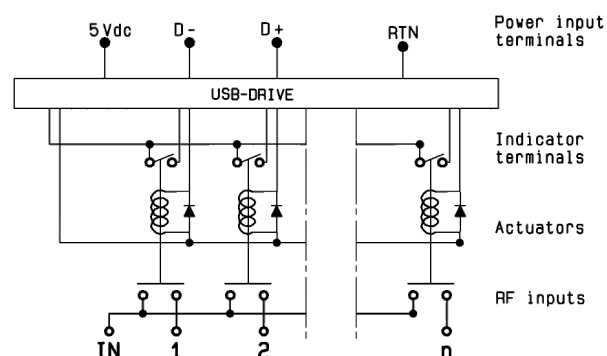 5Vdc D- D+ RTN Power input
terminals
USB-DRIVE
Indicator
terminals
Actuators
RF inputs
IN 1 2 n